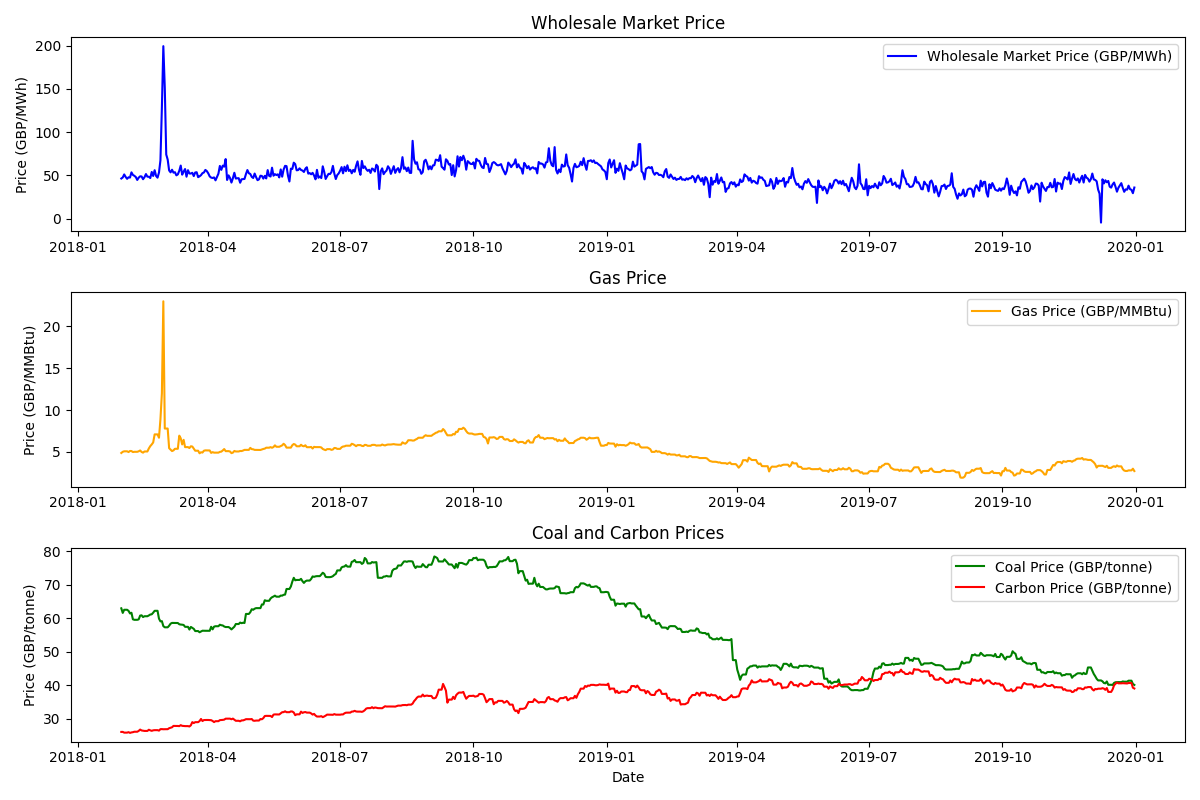 Wholesale Market Price
Price (GBP/MWh)
200
150
100
50
0
Wholesale Market Price (GBP/MWh)
2018-01 2018-04 2018-07 2018-10 2019-01 2019-04 2019-07 2019-10 2020-01
Gas Price
Price (GBP/MMBtu)
20
15
10
5
Gas Price (GBP/MMBtu)
2018-01 2018-04 2018-07 2018-10 2019-01 2019-04 2019-07 2019-10 2020-01
Coal and Carbon Prices
Price (GBP/tonne)
80
70
60
50
40
30
Coal Price (GBP/tonne)
Carbon Price (GBP/tonne)
2018-01 2018-04 2018-07 2018-10 2019-01 2019-04 2019-07 2019-10 2020-01
Date